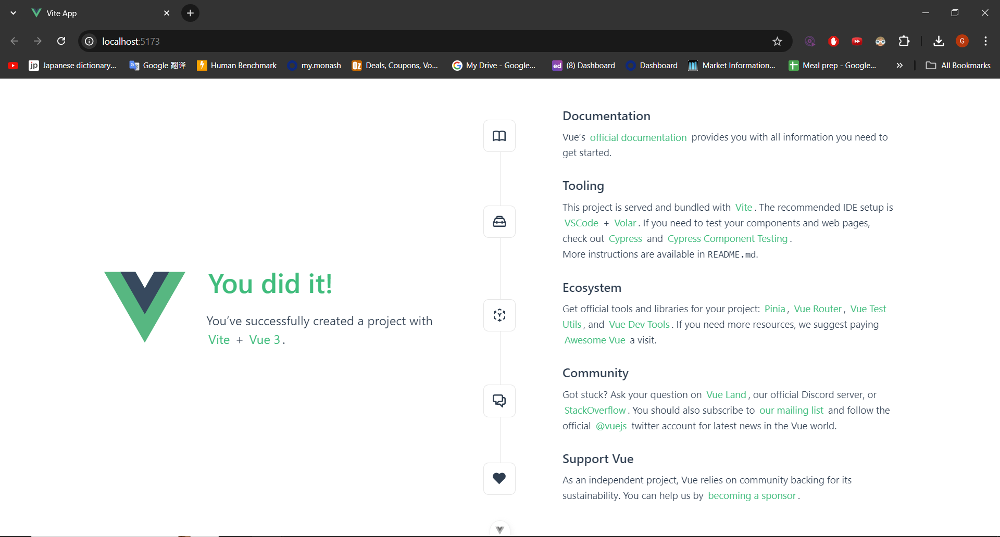 Vite App
localhost:5173
G
jp Japanese dictionary... Google 翻译 Human Benchmark my.monash OZ Deals, Coupons, Vo... My Drive - Google... ed (8) Dashboard Dashboard Market Information... Meal prep - Google... All Bookmarks
You did it!
You’ve successfully created a project with
Vite + Vue 3.
Documentation
Vue’s official documentation provides you with all information you need to
get started.
Tooling
This project is served and bundled with Vite. The recommended IDE setup is
VSCode + Volar. If you need to test your components and web pages,
check out Cypress and Cypress Component Testing.
More instructions are available in README.md.
Ecosystem
Get official tools and libraries for your project: Pinia, Vue Router, Vue Test
Utils, and Vue Dev Tools. If you need more resources, we suggest paying
Awesome Vue a visit.
Community
Got stuck? Ask your question on Vue Land, our official Discord server, or
StackOverflow. You should also subscribe to our mailing list and follow the
official @vuejs twitter account for latest news in the Vue world.
Support Vue
As an independent project, Vue relies on community backing for its
sustainability. You can help us by becoming a sponsor.